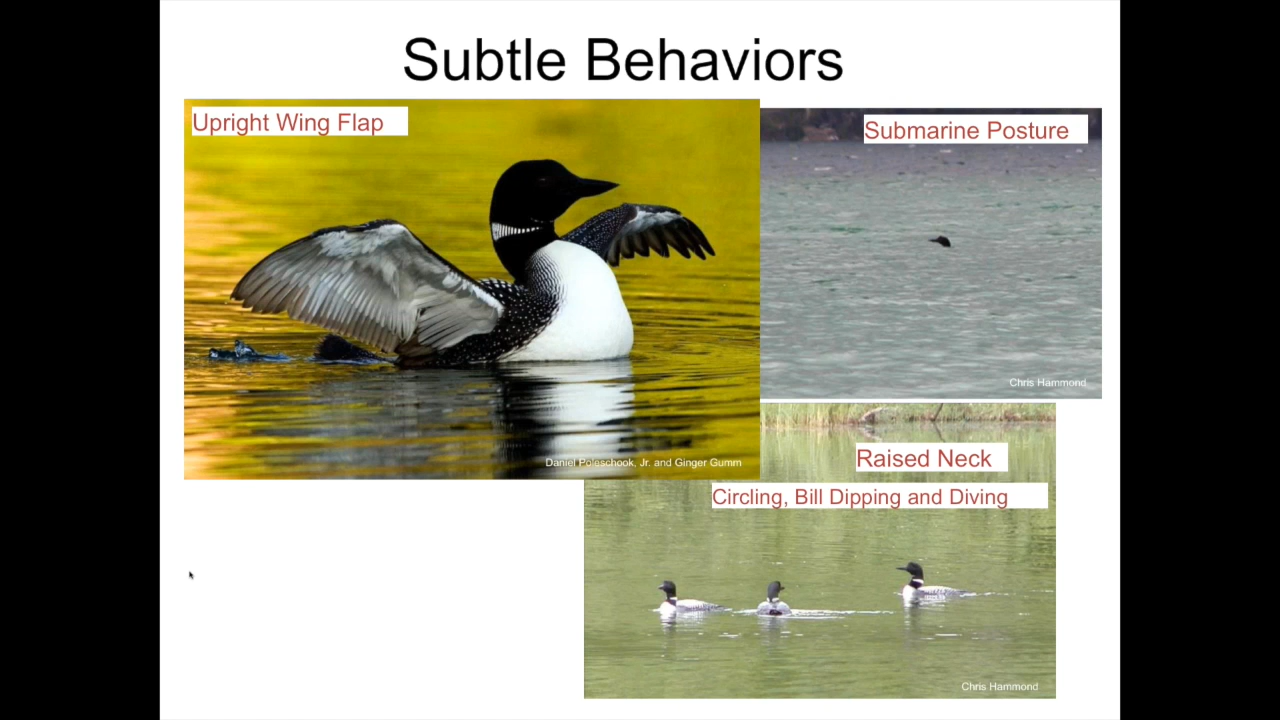 Subtle Behaviors
Upright Wing Flap
Submarine Posture
Chris Hammond
Daniel Poleschook, Jr. and Ginger Gumm
Raised Neck
Circling, Bill Dipping and Diving
Chris Hammond